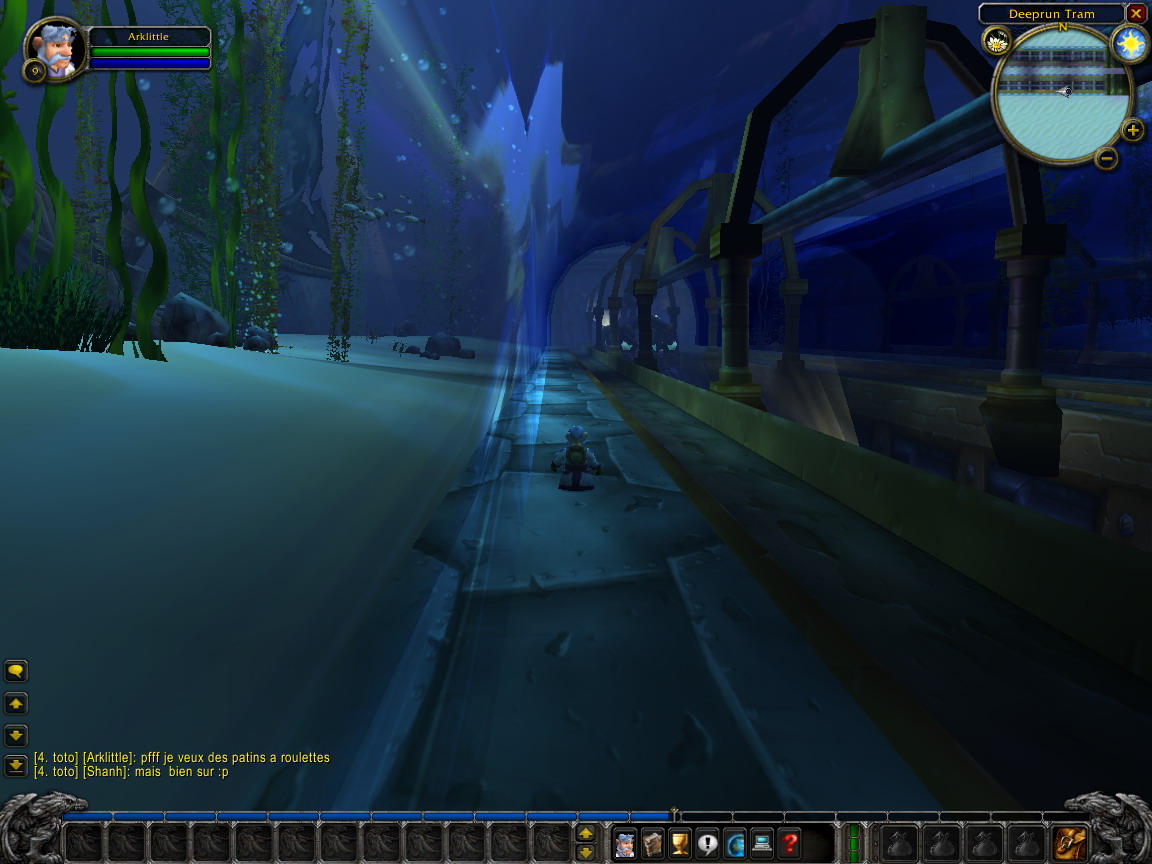 Arklittle
9
Deeprun Tram
N
[4. toto] [Arklittle]: pfff je veux des patins a roulettes
[4. toto] [Shanh]: mais  bien sur :p